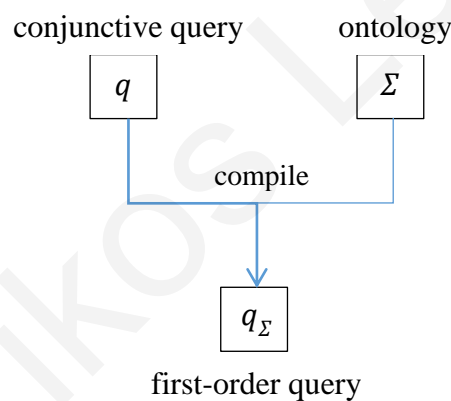 conjunctive query ontology
q Σ
compile
q_Σ
first-order query